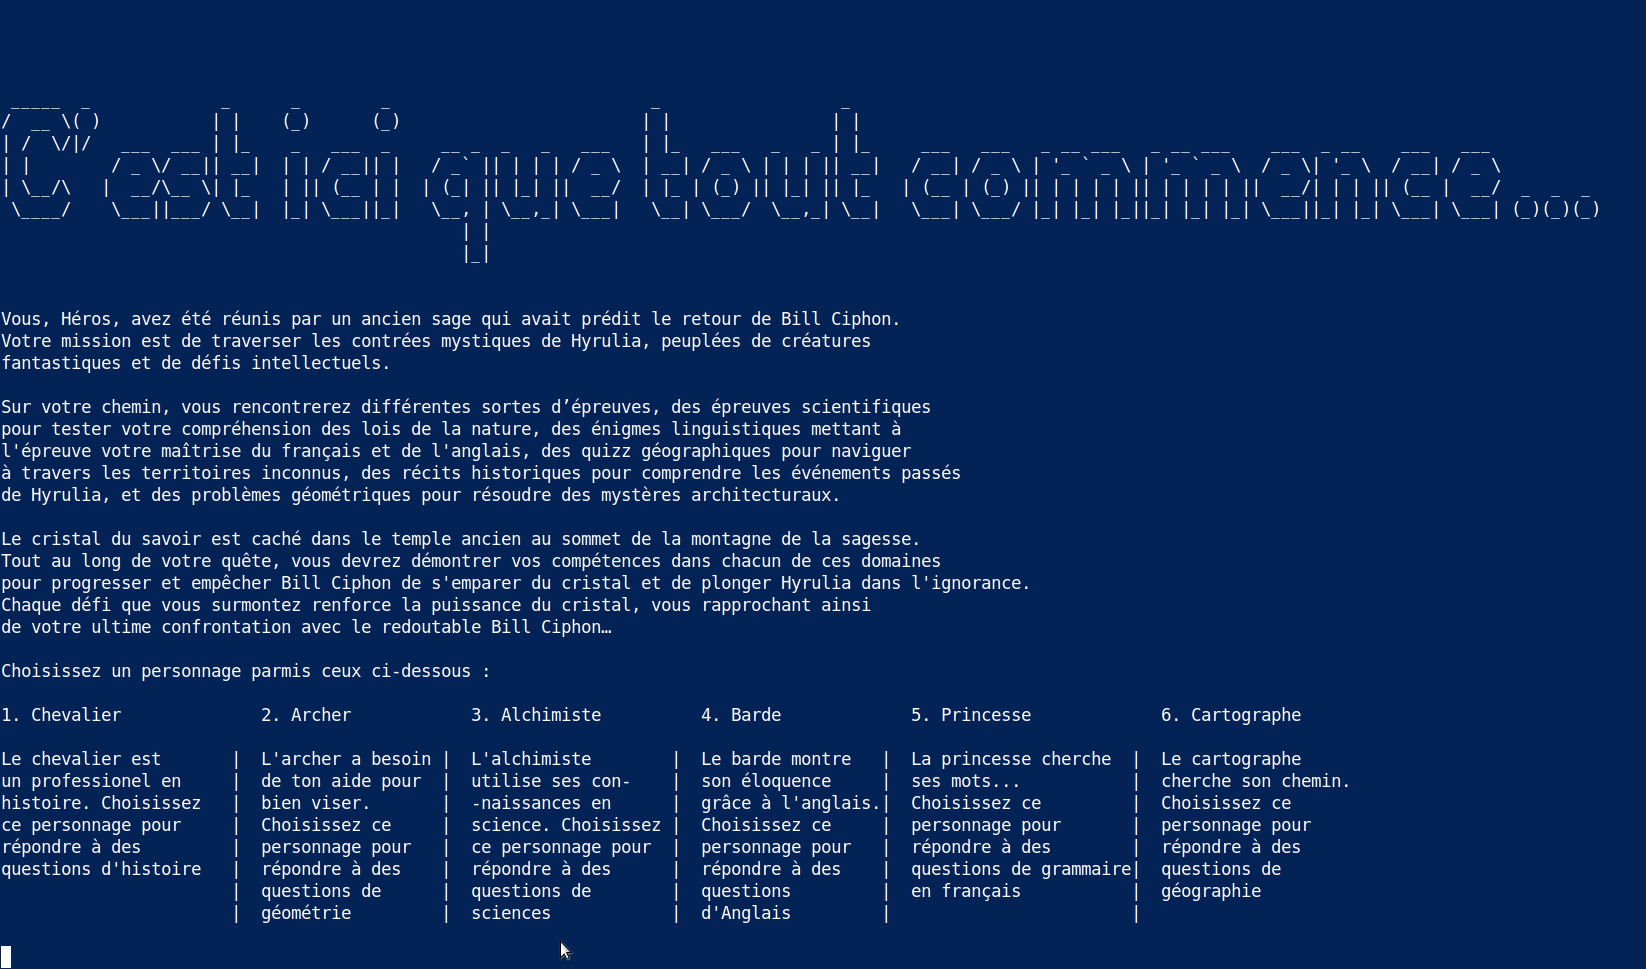 C'est ici que tout commence...
Vous, Héros, avez été réunis par un ancien sage qui avait prédit le retour de Bill Ciphon.
Votre mission est de traverser les contrées mystiques de Hyrulia, peuplées de créatures
fantastiques et de défis intellectuels.
Sur votre chemin, vous rencontrerez différentes sortes d’épreuves, des épreuves scientifiques
pour tester votre compréhension des lois de la nature, des énigmes linguistiques mettant à
l'épreuve votre maîtrise du français et de l'anglais, des quizz géographiques pour naviguer
à travers les territoires inconnus, des récits historiques pour comprendre les événements passés
de Hyrulia, et des problèmes géométriques pour résoudre des mystères architecturaux.
Le cristal du savoir est caché dans le temple ancien au sommet de la montagne de la sagesse.
Tout au long de votre quête, vous devrez démontrer vos compétences dans chacun de ces domaines
pour progresser et empêcher Bill Ciphon de s'emparer du cristal et de plonger Hyrulia dans l'ignorance.
Chaque défi que vous surmontez renforce la puissance du cristal, vous rapprochant ainsi
de votre ultime confrontation avec le redoutable Bill Ciphon…
Choisissez un personnage parmis ceux ci-dessous :
1. Chevalier
Le chevalier est
un professionel en
histoire. Choisissez
ce personnage pour
répondre à des
questions d'histoire
2. Archer
L'archer a besoin
de ton aide pour
bien viser.
Choisissez ce
personnage pour
répondre à des
questions de
géométrie
3. Alchimiste
L'alchimiste
utilise ses con-
-naissances en
science. Choisissez
ce personnage pour
répondre à des
questions de
sciences
4. Barde
Le barde montre
son éloquence
grâce à l'anglais.
Choisissez ce
personnage pour
répondre à des
questions
d'Anglais
5. Princesse
La princesse cherche
ses mots...
Choisissez ce
personnage pour
répondre à des
questions de grammaire
en français
6. Cartographe
Le cartographe
cherche son chemin.
Choisissez ce
personnage pour
répondre à des
questions de
géographie